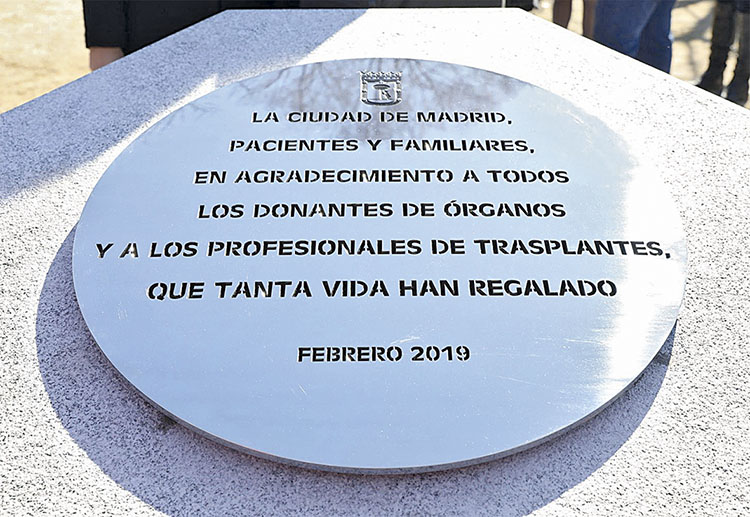 LA CIUDAD DE MADRID,
PACIENTES Y FAMILIARES,
EN AGRADECIMIENTO A TODOS
LOS DONANTES DE ÓRGANOS
Y A LOS PROFESIONALES DE TRASPLANTES,
QUE TANTA VIDA HAN REGALADO
FEBRERO 2019